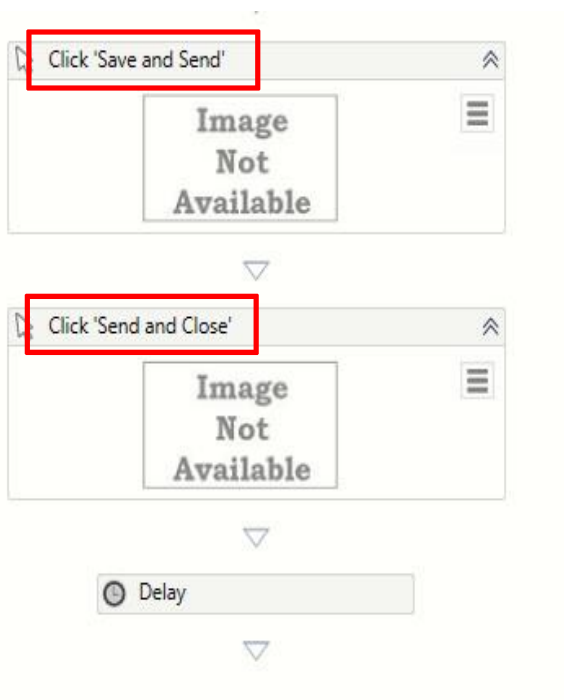 Click 'Save and Send'
Image
Not
Available
Click 'Send and Close'
Image
Not
Available
Delay